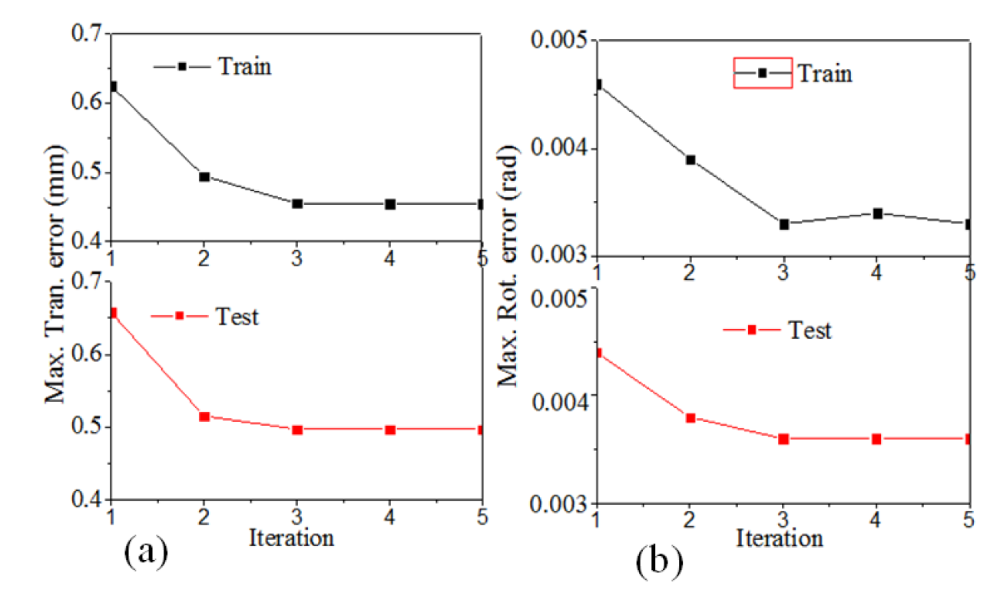 Max. Tran. error (mm)
0.7
0.6
0.5
0.4
Train
1 2 3 4 5
0.7
0.6
0.5
0.4
Test
1 2 3 4 5
Iteration
(a)
Max. Rot. error (rad)
0.005
0.004
0.003
Train
1 2 3 4 5
0.005
0.004
0.003
Test
1 2 3 4 5
Iteration
(b)